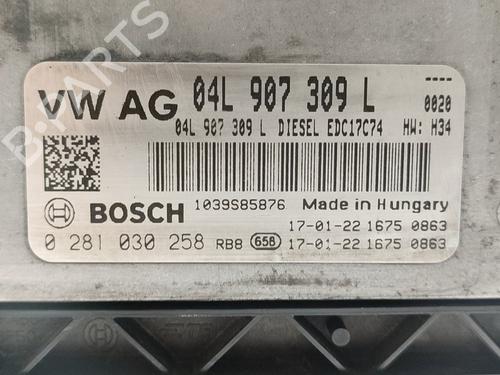 VW AG 04L 907 309 L ----
0020
04L 907 309 L DIESEL EDC17C74 HW: H34
BOSCH 1039S85876 Made in Hungary
0 281 030 258 RB8 658 17-01-22 1675 0863
17-01-22 1675 0863
B-PARTS